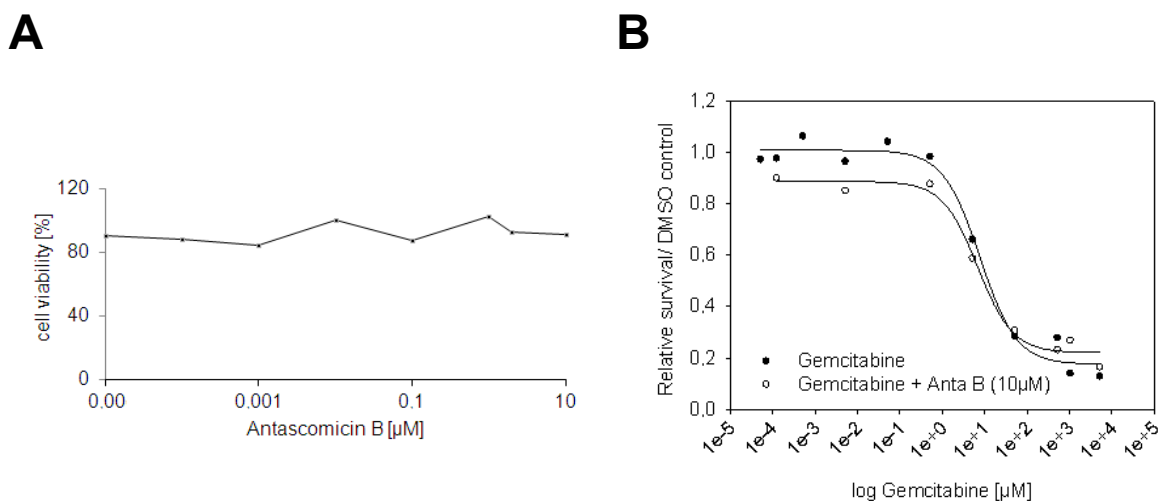 A
B
120
80
40
0
cell viability [%]
0.00
0.001
0.1
10
Antascomicin B [µM]
1,2
1,0
0,8
0,6
0,4
0,2
0,0
Relative survival/ DMSO control
Gemcitabine
Gemcitabine + Anta B (10µM)
1e-5
1e-4
1e-3
1e-2
1e-1
1e+0
1e+1
1e+2
1e+3
1e+4
1e+5
log Gemcitabine [µM]